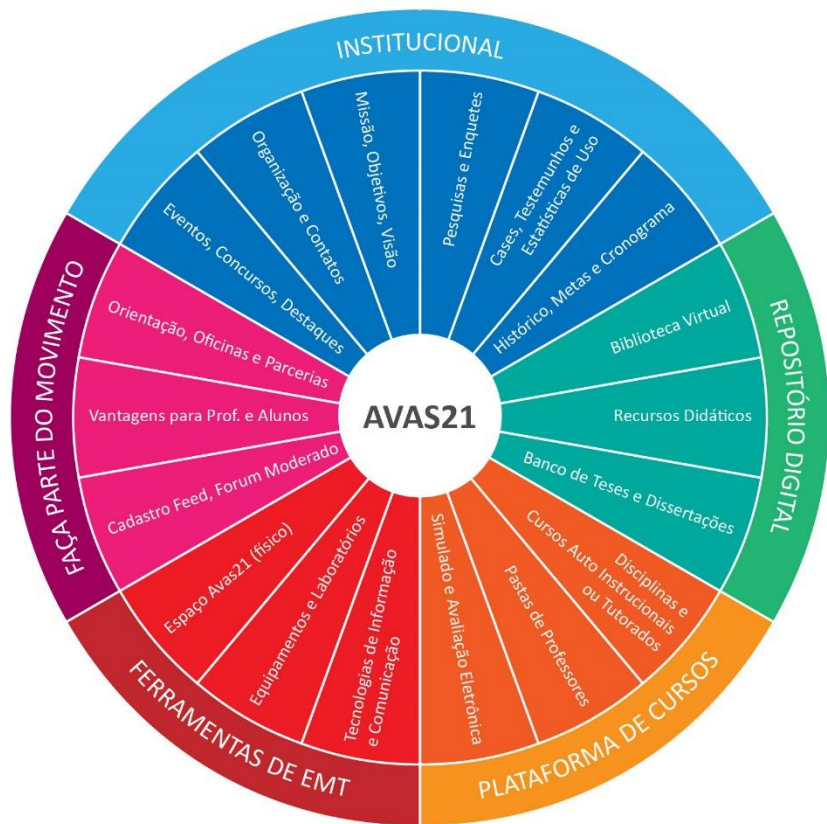 INSTITUCIONAL
Eventos, Concursos, Destaques
Organização e Contatos
Missão, Objetivos, Visão
Pesquisas e Enquetes
Cases, Testemunhos e
Estatísticas de Uso
Histórico, Metas e Cronograma
REPOSITÓRIO DIGITAL
Biblioteca Virtual
Recursos Didáticos
Banco de Teses e Dissertações
PLATAFORMA DE CURSOS
Disciplinas e
Cursos Auto Instrucionais
ou Tutorados
Pastas de Professores
Simulado e Avaliação Eletrônica
FERRAMENTAS DE EMT
Tecnologias de Informação
e Comunicação
Equipamentos e Laboratórios
Espaço Avas21 (físico)
FAÇA PARTE DO MOVIMENTO
Cadastro Feed, Forum Moderado
Vantagens para Prof. e Alunos
Orientação, Oficinas e Parcerias
AVAS21